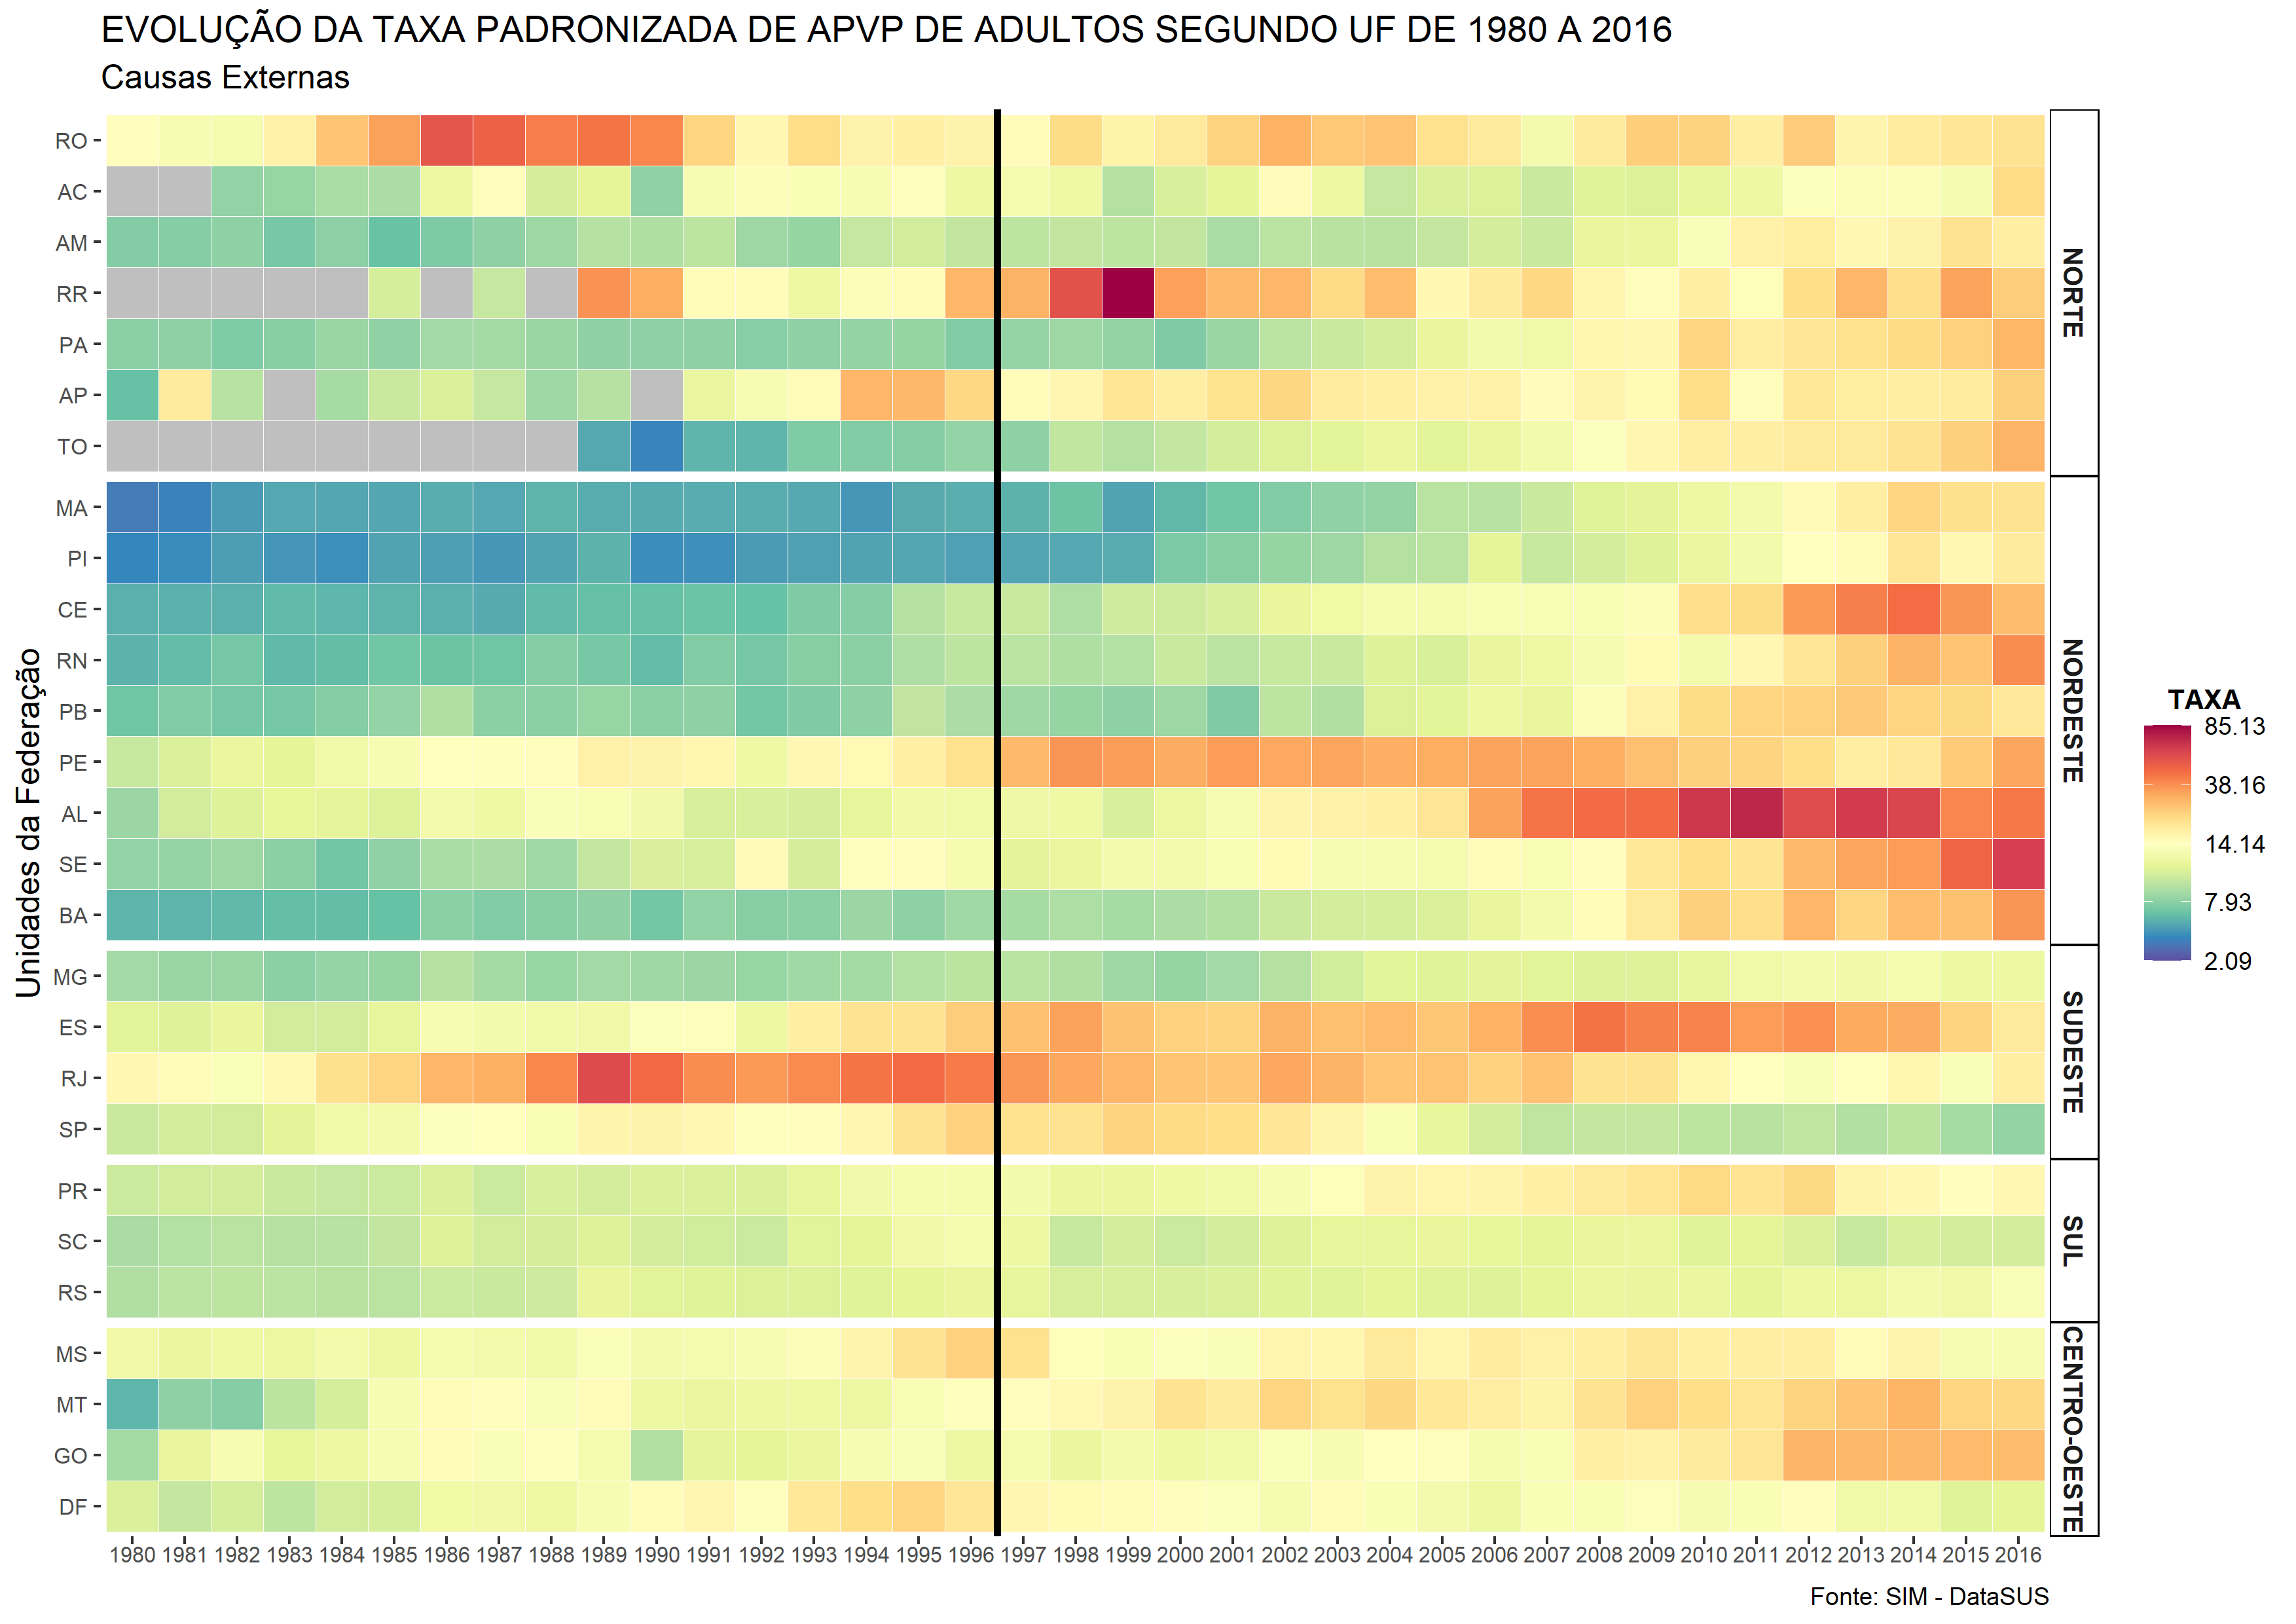 EVOLUÇÃO DA TAXA PADRONIZADA DE APVP DE ADULTOS SEGUNDO UF DE 1980 A 2016
Causas Externas
Unidades da Federação
RO
AC
AM
RR
PA
AP
TO
NORTE
MA
PI
CE
RN
PB
PE
AL
SE
BA
NORDESTE
MG
ES
RJ
SP
SUDESTE
PR
SC
RS
SUL
MS
MT
GO
DF
CENTRO-OESTE
1980 1981 1982 1983 1984 1985 1986 1987 1988 1989 1990 1991 1992 1993 1994 1995 1996 1997 1998 1999 2000 2001 2002 2003 2004 2005 2006 2007 2008 2009 2010 2011 2012 2013 2014 2015 2016
TAXA
85.13
38.16
14.14
7.93
2.09
Fonte: SIM - DataSUS